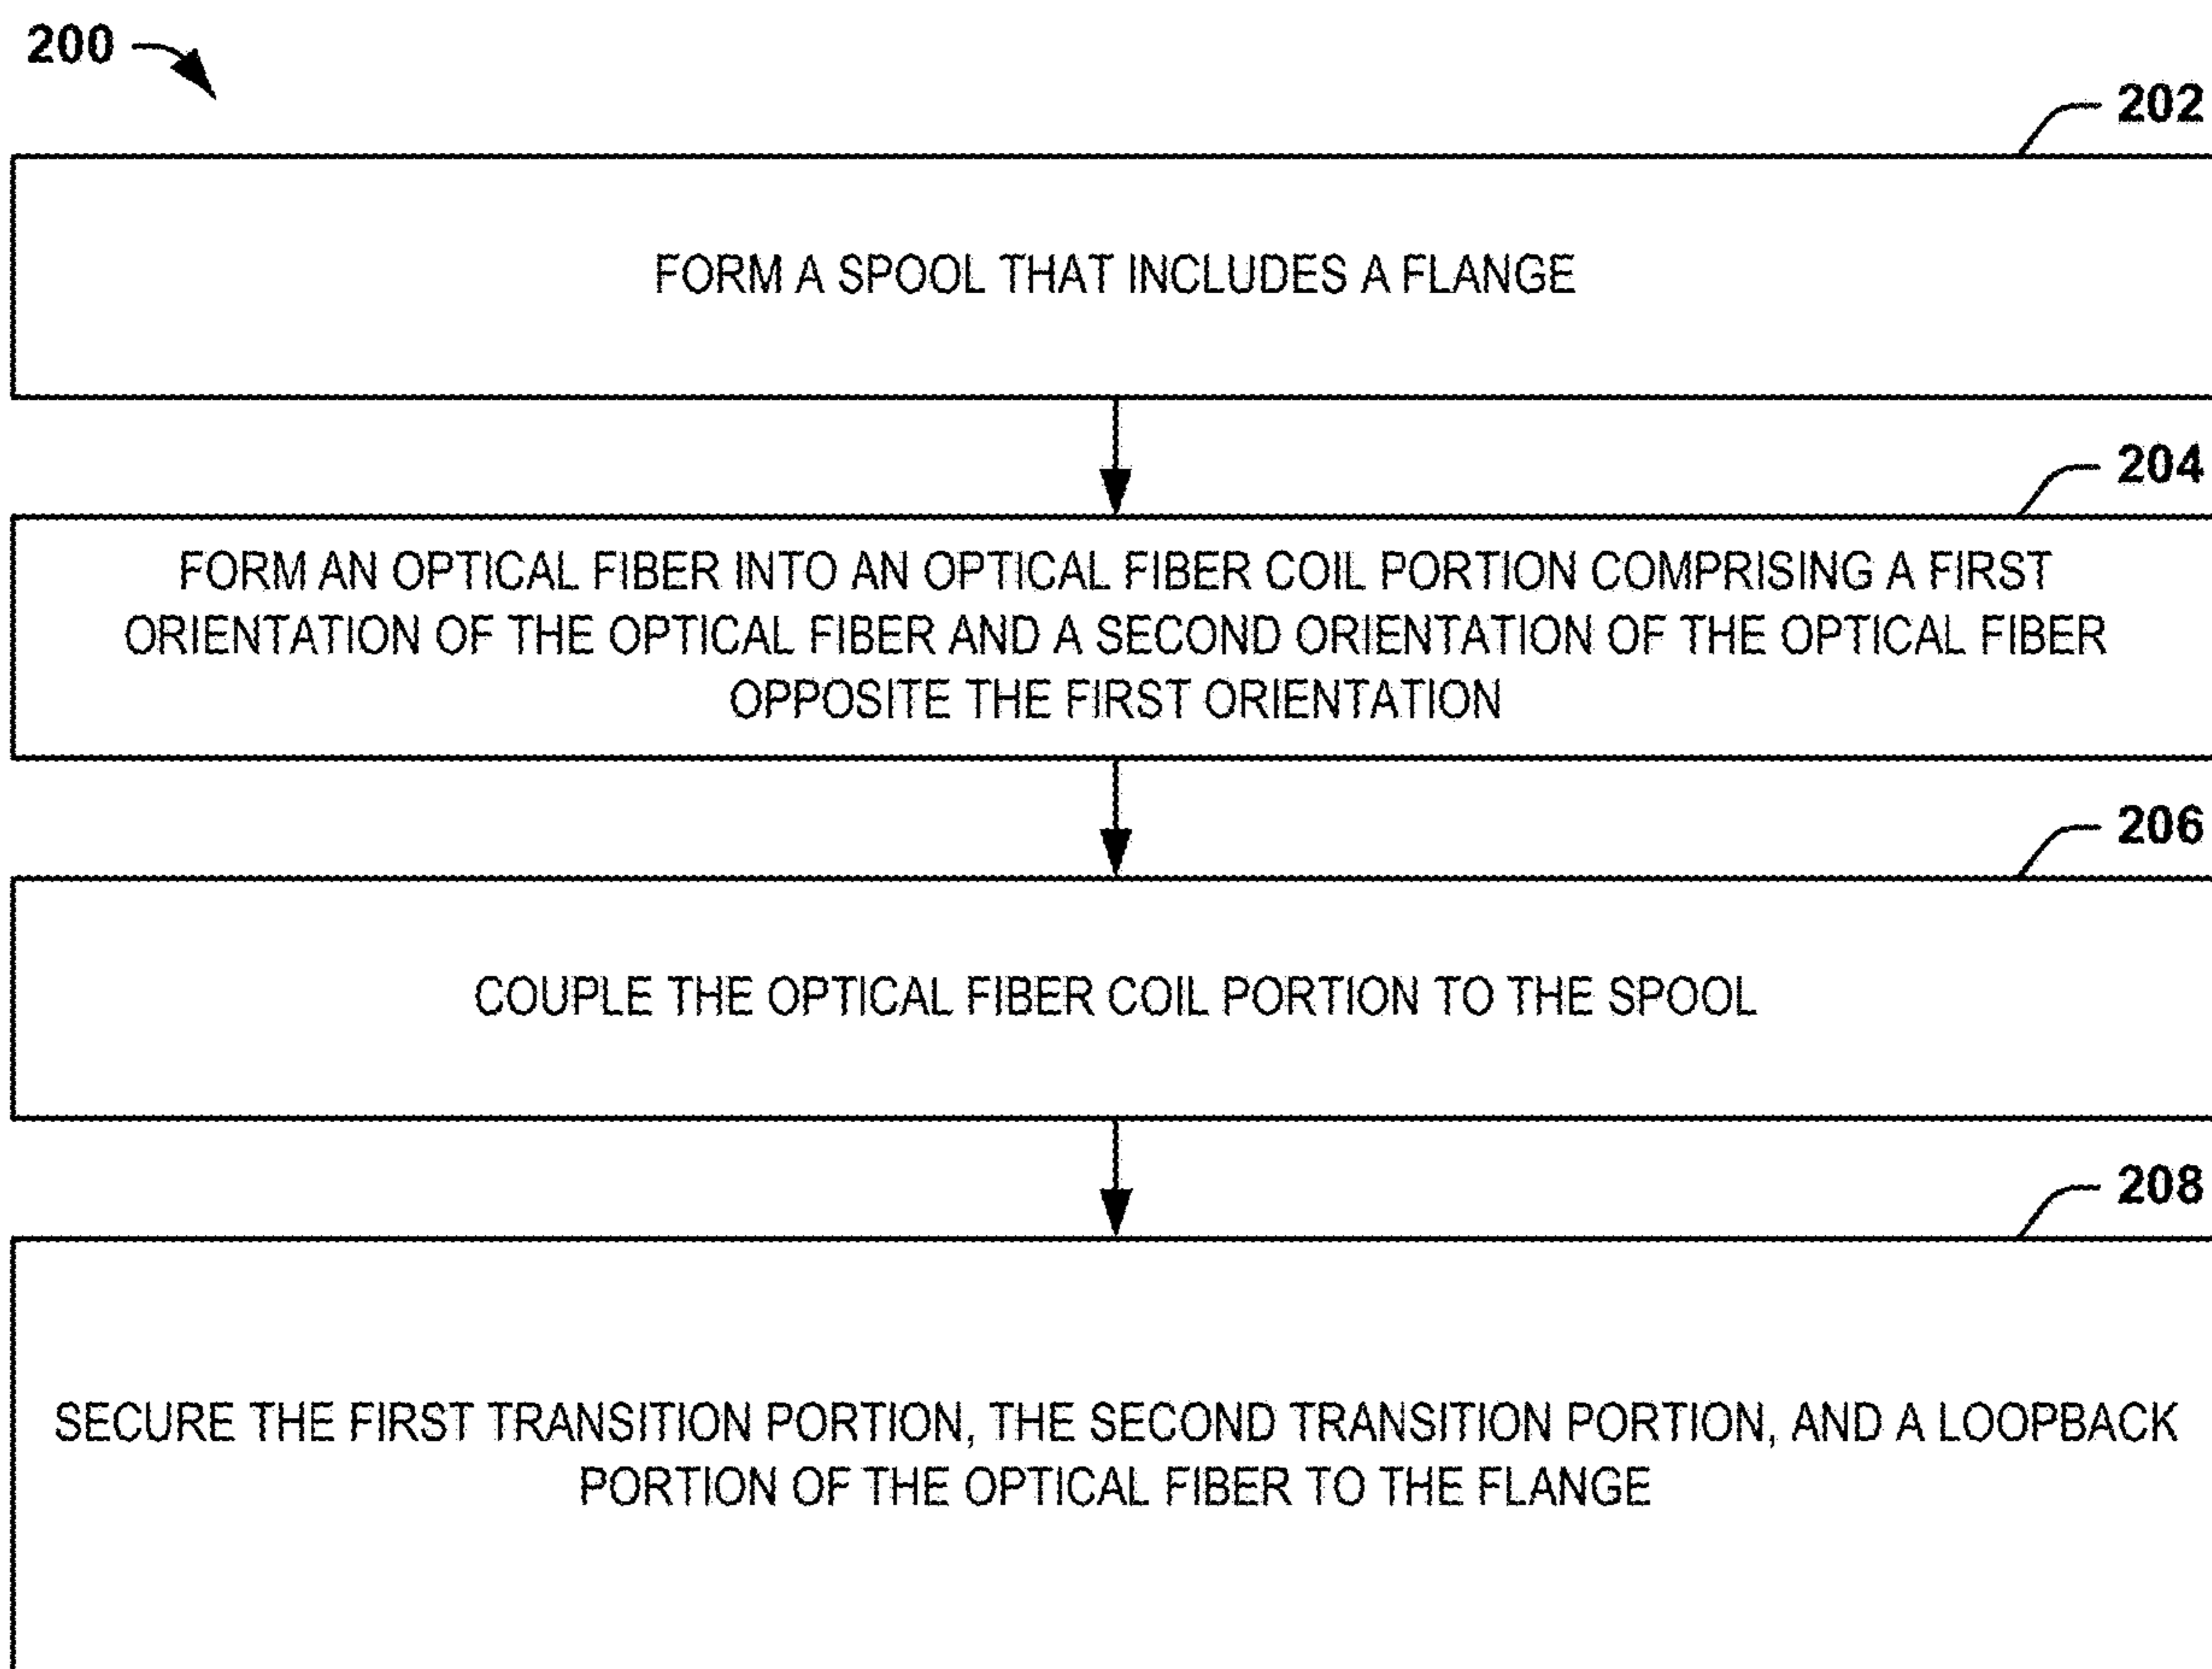 200
202
FORM A SPOOL THAT INCLUDES A FLANGE
204
FORM AN OPTICAL FIBER INTO AN OPTICAL FIBER COIL PORTION COMPRISING A FIRST
ORIENTATION OF THE OPTICAL FIBER AND A SECOND ORIENTATION OF THE OPTICAL FIBER
OPPOSITE THE FIRST ORIENTATION
206
COUPLE THE OPTICAL FIBER COIL PORTION TO THE SPOOL
208
SECURE THE FIRST TRANSITION PORTION, THE SECOND TRANSITION PORTION, AND A LOOPBACK
PORTION OF THE OPTICAL FIBER TO THE FLANGE